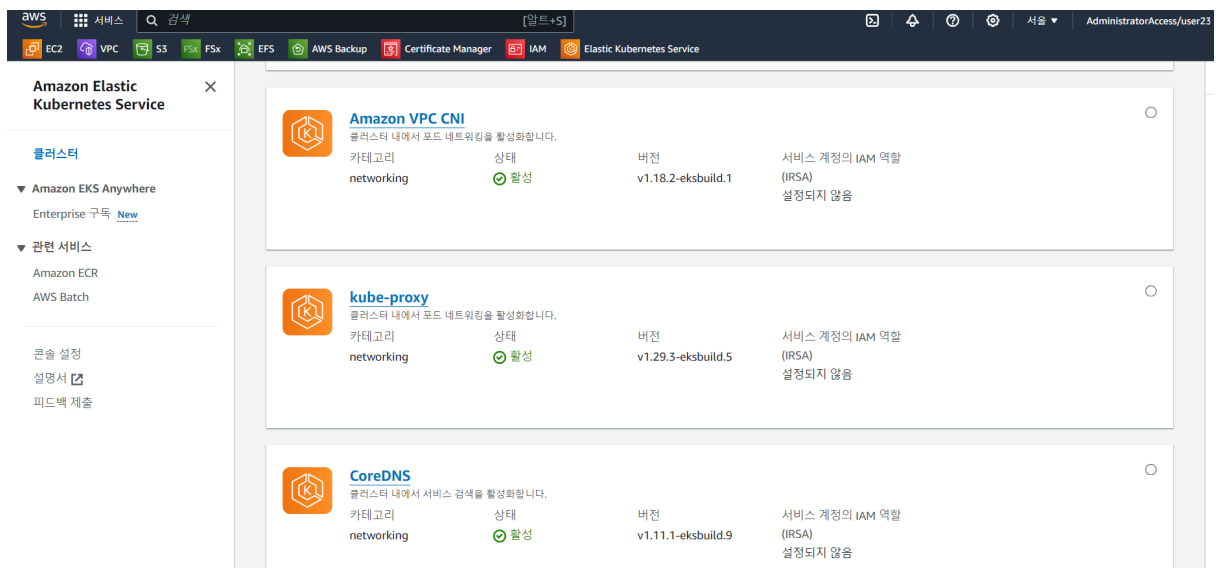 aws 서비스 검색 [알트+S] 서울 ▼ AdministratorAccess/user23
EC2 VPC S3 FSx FSx EFS AWS Backup Certificate Manager IAM Elastic Kubernetes Service
Amazon Elastic
Kubernetes Service
클러스터
▼ Amazon EKS Anywhere
Enterprise 구독 New
▼ 관련 서비스
Amazon ECR
AWS Batch
콘솔 설정
설명서
피드백 제출
Amazon VPC CNI
클러스터 내에서 포드 네트워킹을 활성화합니다.
카테고리 상태 버전 서비스 계정의 IAM 역할
(IRSA)
networking 활성 v1.18.2-eksbuild.1
설정되지 않음
kube-proxy
클러스터 내에서 포드 네트워킹을 활성화합니다.
카테고리 상태 버전 서비스 계정의 IAM 역할
(IRSA)
networking 활성 v1.29.3-eksbuild.5
설정되지 않음
CoreDNS
클러스터 내에서 서비스 검색을 활성화합니다.
카테고리 상태 버전 서비스 계정의 IAM 역할
(IRSA)
networking 활성 v1.11.1-eksbuild.9
설정되지 않음